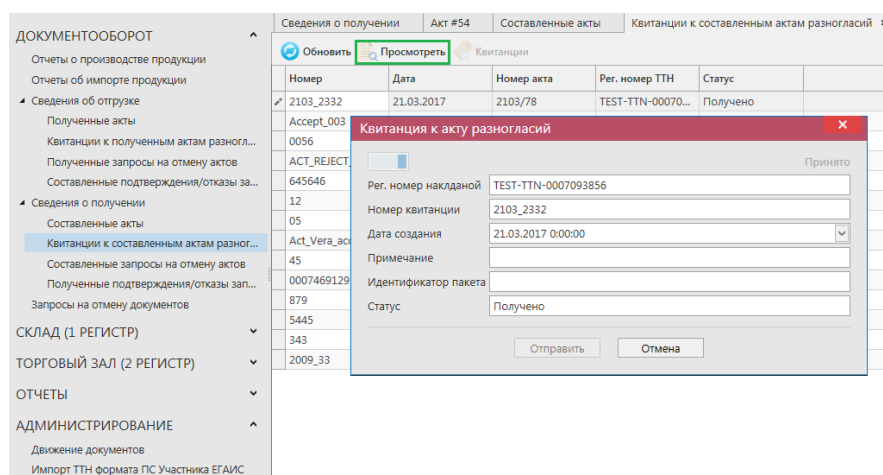 Сведения о получении Акт #54 Составленные акты Квитанции к составленным актам разногласий
ДОКУМЕНТООБОРОТ
Отчеты о производстве продукции
Отчеты об импорте продукции
Сведения об отгрузке
Полученные акты
Квитанции к полученным актам разногл...
Полученные запросы на отмену актов
Составленные подтверждения/отказы за...
Сведения о получении
Составленные акты
Квитанции к составленным актам разног...
Составленные запросы на отмену актов
Полученные подтверждения/отказы зап...
Запросы на отмену документов
СКЛАД (1 РЕГИСТР)
ТОРГОВЫЙ ЗАЛ (2 РЕГИСТР)
ОТЧЕТЫ
АДМИНИСТРИРОВАНИЕ
Движение документов
Импорт ТТН формата ПС Участника ЕГАИС
Обновить Просмотреть Квитанции
Номер Дата Номер акта Рег. номер ТТН Статус
2103_2332 21.03.2017 2103/78 TEST-TTN-00070... Получено
Accept_003
0056
ACT_REJECT_
645646
12
05
Act_Vera_acc
45
0007469129
879
5445
343
2009_33
Квитанция к акту разногласий
Принято
Рег. номер накладной TEST-TTN-0007093856
Номер квитанции 2103_2332
Дата создания 21.03.2017 0:00:00
Примечание
Идентификатор пакета
Статус Получено
Отправить Отмена